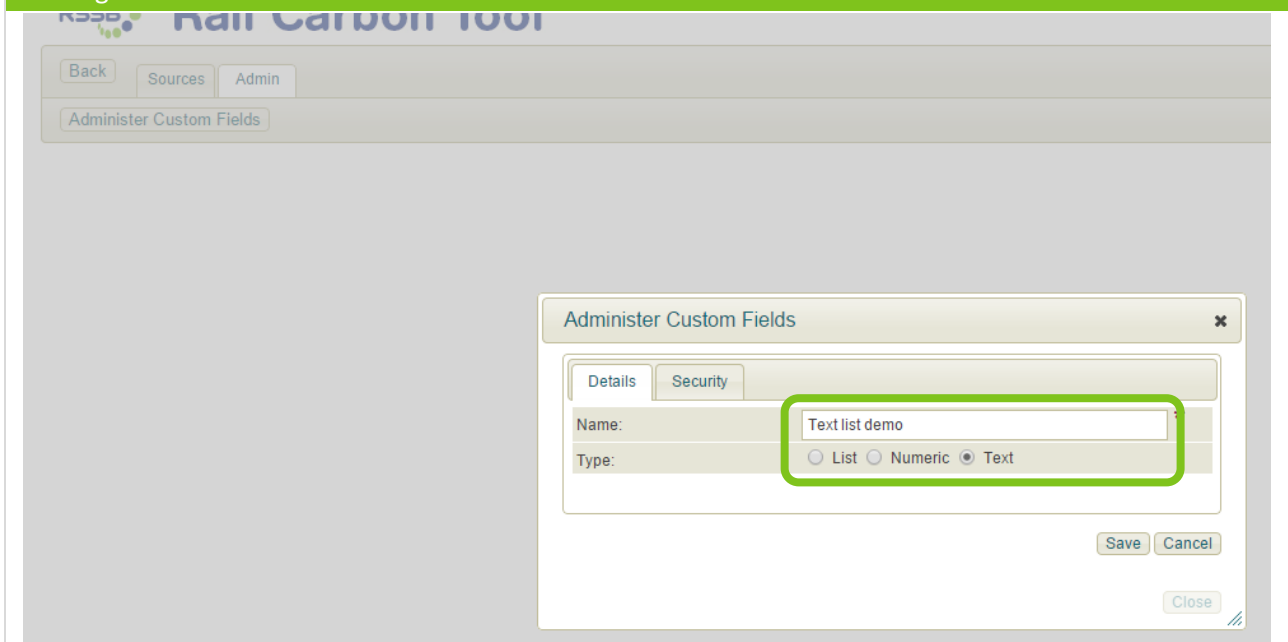 RSSB Rail Carbon Tool
Back Sources Admin
Administer Custom Fields
Administer Custom Fields
Details Security
Name: Text list demo *
Type: List Numeric Text
Save Cancel
Close